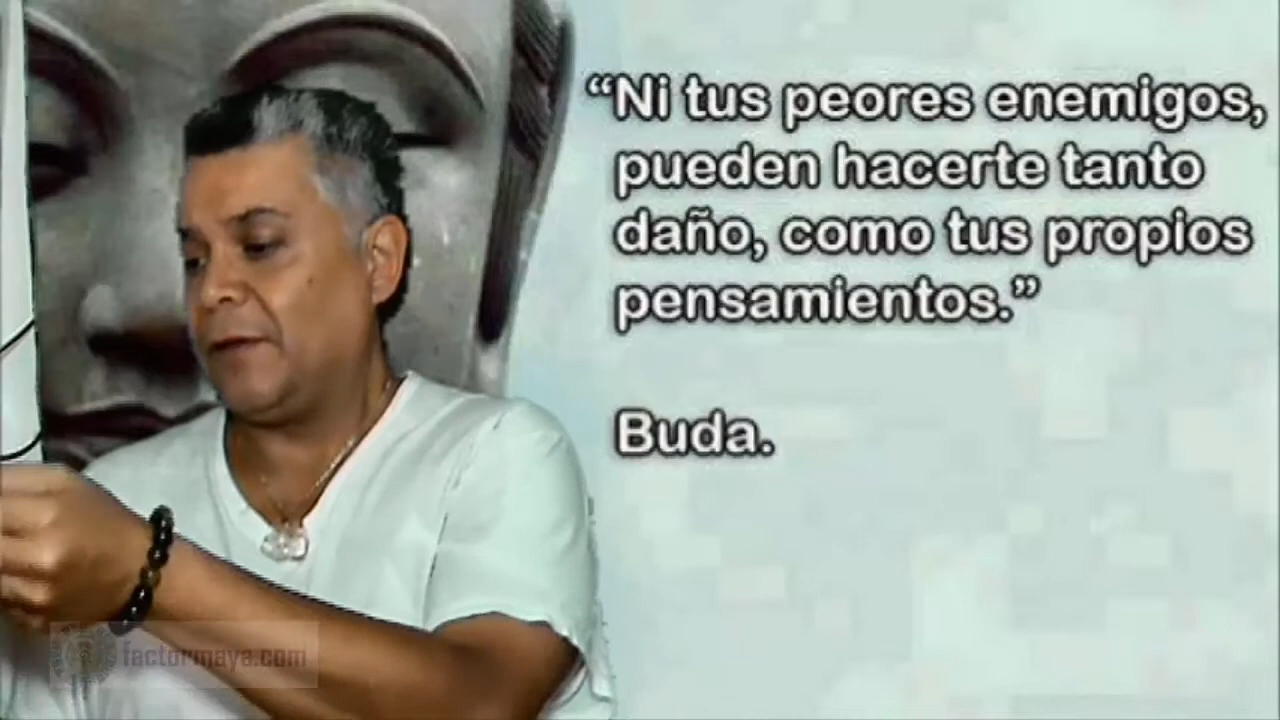 “Ni tus peores enemigos,
pueden hacerte tanto
daño, como tus propios
pensamientos.”
Buda.
factormaya.com